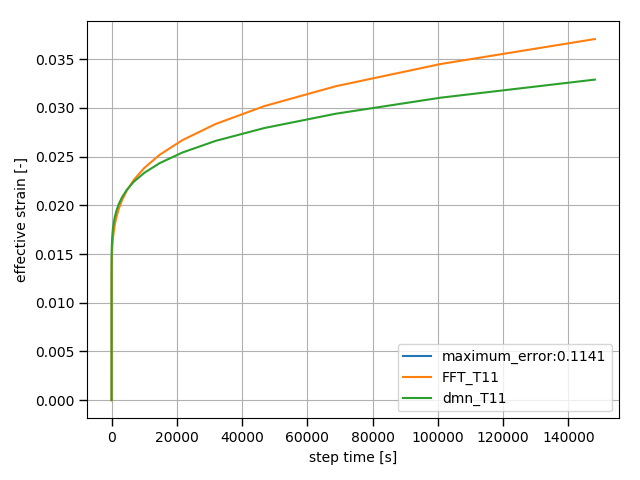 0.035
0.030
0.025
0.020
0.015
0.010
0.005
0.000
effective strain [-]
maximum_error:0.1141
FFT_T11
dmn_T11
0 20000 40000 60000 80000 100000 120000 140000
step time [s]